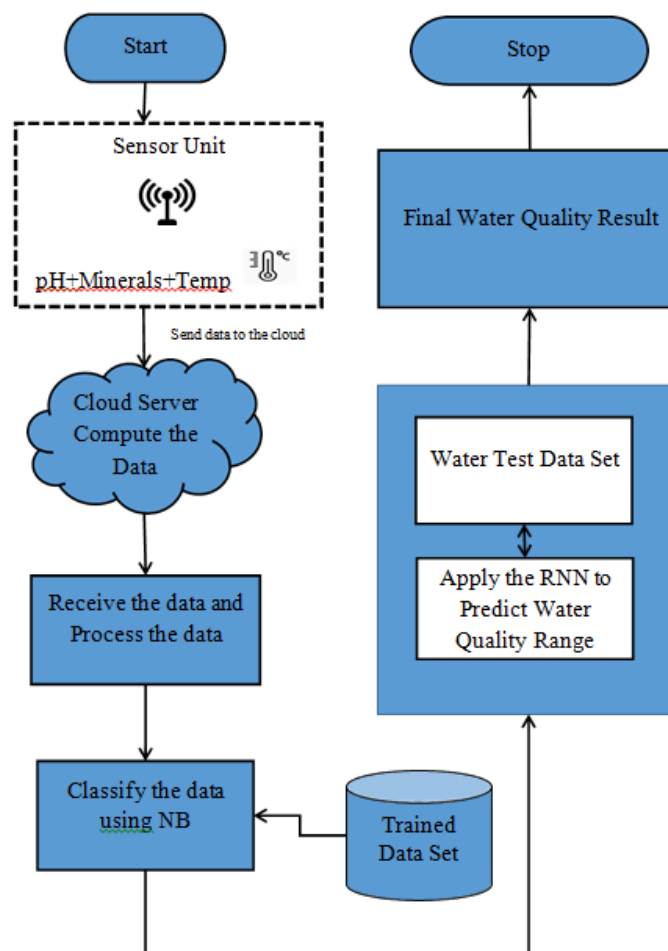 Start
Sensor Unit
°C
pH+Minerals+Temp
Send data to the cloud
Cloud Server
Compute the
Data
Receive the data and
Process the data
Classify the data
using NB
Trained
Data Set
Water Test Data Set
Apply the RNN to
Predict Water
Quality Range
Final Water Quality Result
Stop